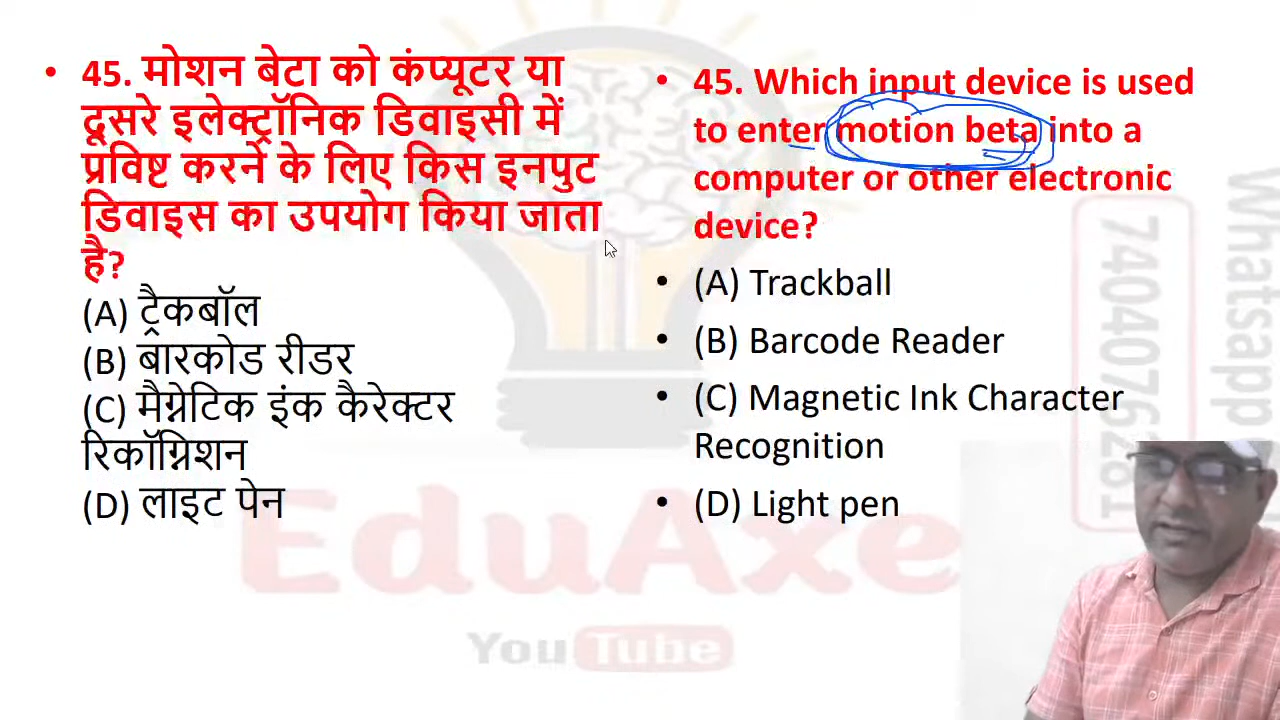 • 45. मोशन बेटा को कंप्यूटर या
दूसरे इलेक्ट्रॉनिक डिवाइसी में
प्रविष्ट करने के लिए किस इनपुट
डिवाइस का उपयोग किया जाता
है?
(A) ट्रैकबॉल
(B) बारकोड रीडर
(C) मैग्नेटिक इंक कैरेक्टर
रिकॉग्निशन
(D) लाइट पेन
• 45. Which input device is used
to enter motion beta into a
computer or other electronic
device?
• (A) Trackball
• (B) Barcode Reader
• (C) Magnetic Ink Character
Recognition
• (D) Light pen
EduAxe
YouTube
Whatsapp